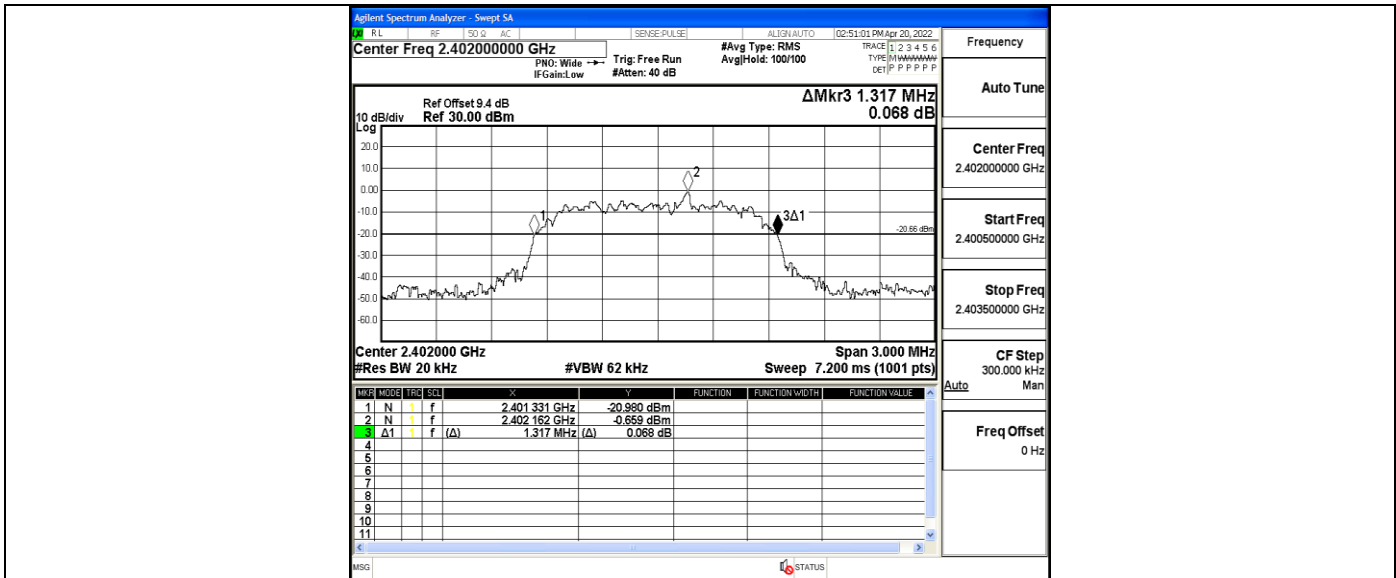 Agilent Spectrum Analyzer - Swept SA
RL RF 50 Ω AC SENSE:PULSE ALIGN AUTO 02:51:01 PM Apr 20, 2022
Center Freq 2.402000000 GHz
PNO: Wide
IFGain:Low
Trig: Free Run
#Atten: 40 dB
#Avg Type: RMS
Avg|Hold: 100/100
TRACE 1 2 3 4 5 6
TYPE M WWWWW
DET P P P P P P
Ref Offset 9.4 dB
10 dB/div Ref 30.00 dBm
Log
ΔMkr3 1.317 MHz
0.068 dB
20.0
10.0
0.00
-10.0
-20.0
-30.0
-40.0
-50.0
-60.0
1
2
3Δ1
-20.66 dBm
Center 2.402000 GHz Span 3.000 MHz
#Res BW 20 kHz #VBW 62 kHz Sweep 7.200 ms (1001 pts)
MKR MODE TRC SCL X Y FUNCTION FUNCTION WIDTH FUNCTION VALUE
1 N 1 f 2.401 331 GHz -20.980 dBm
2 N 1 f 2.402 162 GHz -0.659 dBm
3 Δ1 1 f (Δ) 1.317 MHz (Δ) 0.068 dB
4
5
6
7
8
9
10
11
MSG STATUS
Frequency
Auto Tune
Center Freq
2.402000000 GHz
Start Freq
2.400500000 GHz
Stop Freq
2.403500000 GHz
CF Step
300.000 kHz
Auto Man
Freq Offset
0 Hz